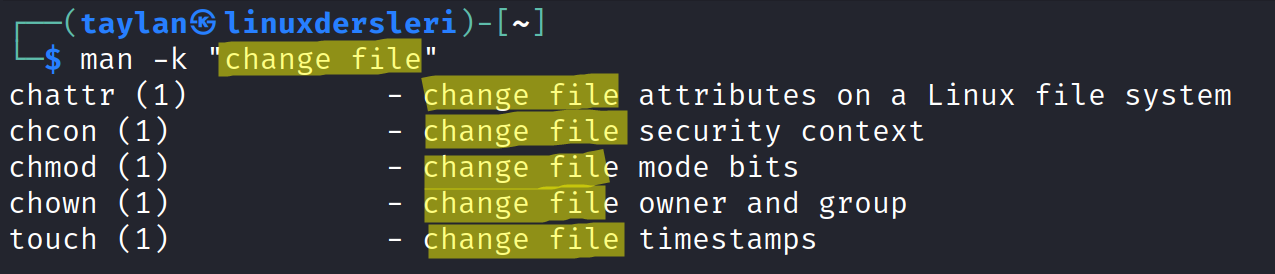 ┌──(taylan㉿linuxdersleri)-[~]
└─$ man -k "change file"
chattr (1)           - change file attributes on a Linux file system
chcon (1)            - change file security context
chmod (1)            - change file mode bits
chown (1)            - change file owner and group
touch (1)            - change file timestamps